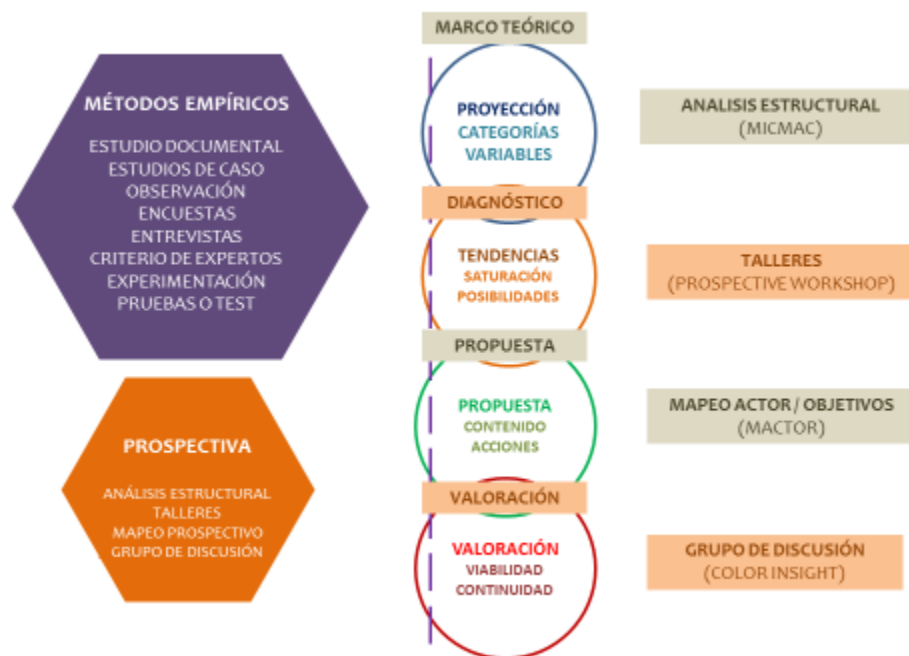 MÉTODOS EMPÍRICOS
ESTUDIO DOCUMENTAL
ESTUDIOS DE CASO
OBSERVACIÓN
ENCUESTAS
ENTREVISTAS
CRITERIO DE EXPERTOS
EXPERIMENTACIÓN
PRUEBAS O TEST
PROSPECTIVA
ANÁLISIS ESTRUCTURAL
TALLERES
MAPEO PROSPECTIVO
GRUPO DE DISCUSIÓN
MARCO TEÓRICO
PROYECCIÓN
CATEGORÍAS
VARIABLES
DIAGNÓSTICO
TENDENCIAS
SATURACIÓN
POSIBILIDADES
PROPUESTA
PROPUESTA
CONTENIDO
ACCIONES
VALORACIÓN
VALORACIÓN
VIABILIDAD
CONTINUIDAD
ANALISIS ESTRUCTURAL
(MICMAC)
TALLERES
(PROSPECTIVE WORKSHOP)
MAPEO ACTOR / OBJETIVOS
(MACTOR)
GRUPO DE DISCUSIÓN
(COLOR INSIGHT)